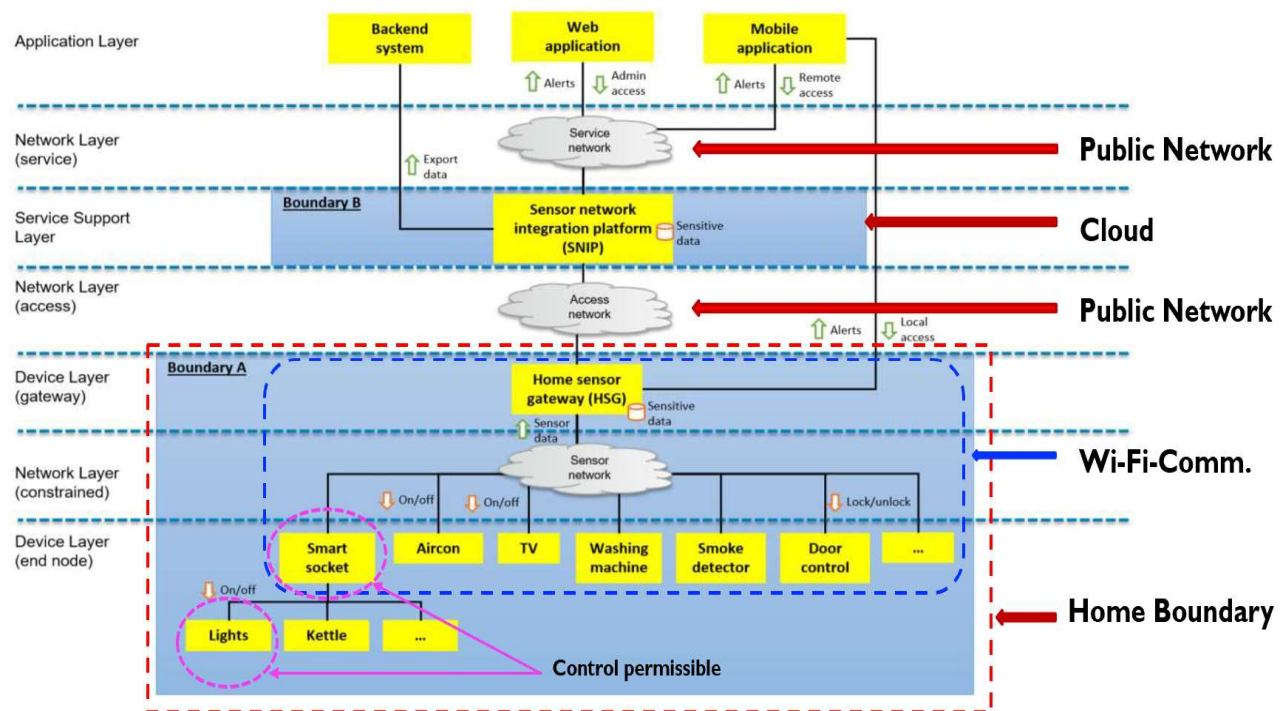 Application Layer
Backend
system
Web
application
Mobile
application
Alerts
Admin
access
Alerts
Remote
access
Network Layer
(service)
Service
network
Public Network
Export
data
Service Support
Layer
Boundary B
Sensor network
integration platform
(SNIP)
Sensitive
data
Cloud
Network Layer
(access)
Access
network
Public Network
Alerts
Local
access
Device Layer
(gateway)
Boundary A
Home sensor
gateway (HSG)
Sensitive
data
Sensor
data
Network Layer
(constrained)
Sensor
network
Wi-Fi-Comm.
On/off
On/off
Lock/unlock
Device Layer
(end node)
Smart
socket
Aircon
TV
Washing
machine
Smoke
detector
Door
control
...
On/off
Lights
Kettle
...
Home Boundary
Control permissible